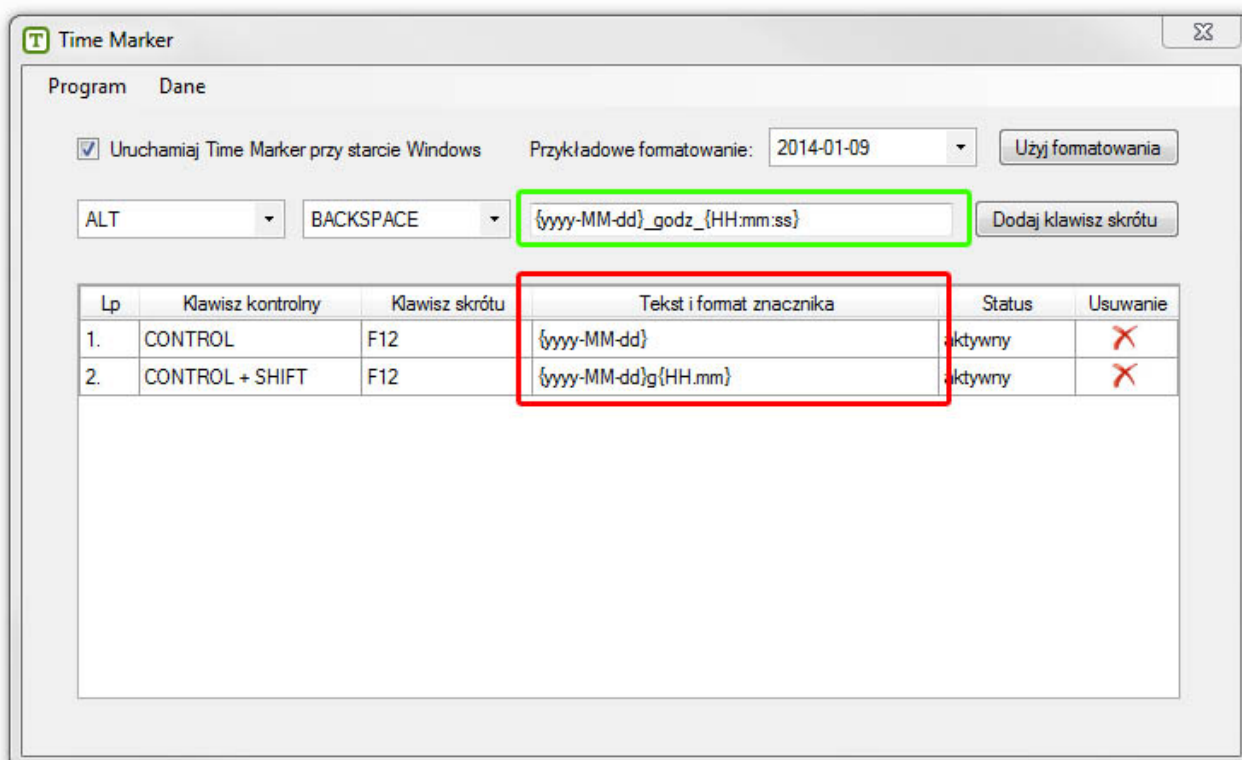 Time Marker
Program Dane
Uruchamiaj Time Marker przy starcie Windows Przykładowe formatowanie: 2014-01-09 Użyj formatowania
ALT BACKSPACE {yyyy-MM-dd}_godz_{HH:mm:ss} Dodaj klawisz skrótu
Lp Klawisz kontrolny Klawisz skrótu Tekst i format znacznika Status Usuwanie
1. CONTROL F12 {yyyy-MM-dd} aktywny
2. CONTROL + SHIFT F12 {yyyy-MM-dd}g{HH.mm} aktywny